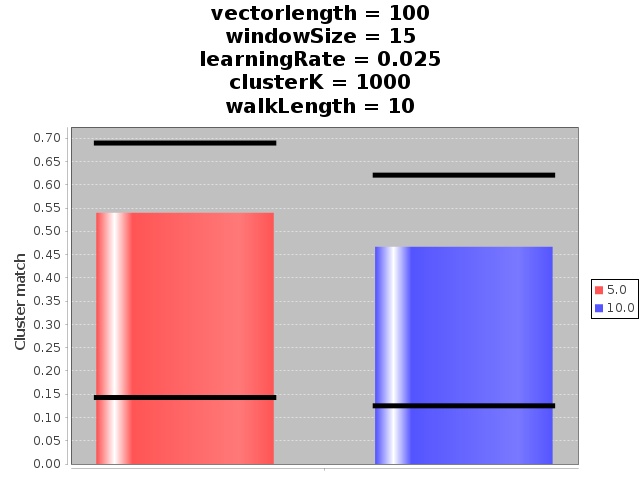 vectorlength = 100
windowSize = 15
learningRate = 0.025
clusterK = 1000
walkLength = 10
0.70
0.65
0.60
0.55
0.50
0.45
0.40
0.35
0.30
0.25
0.20
0.15
0.10
0.05
0.00
Cluster match
5.0
10.0